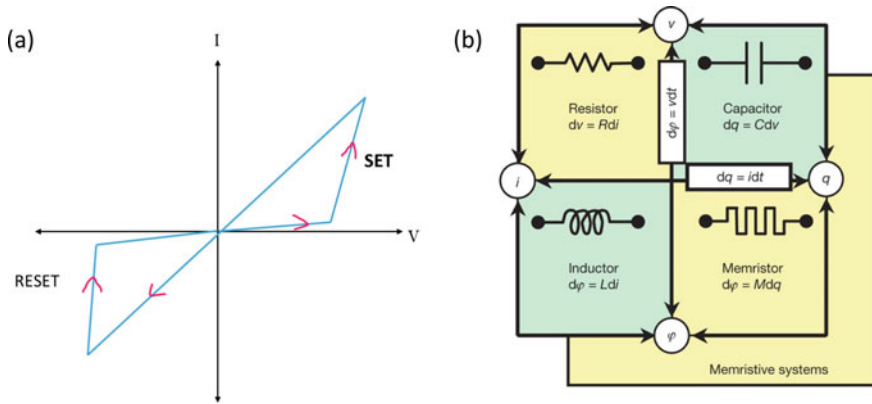 (a)
I
SET
V
RESET
(b)
v
Resistor
dv = Rdi
dφ = vdt
Capacitor
dq = Cdv
i
dq = idt
q
Inductor
dφ = Ldi
Memristor
dφ = Mdq
φ
Memristive systems